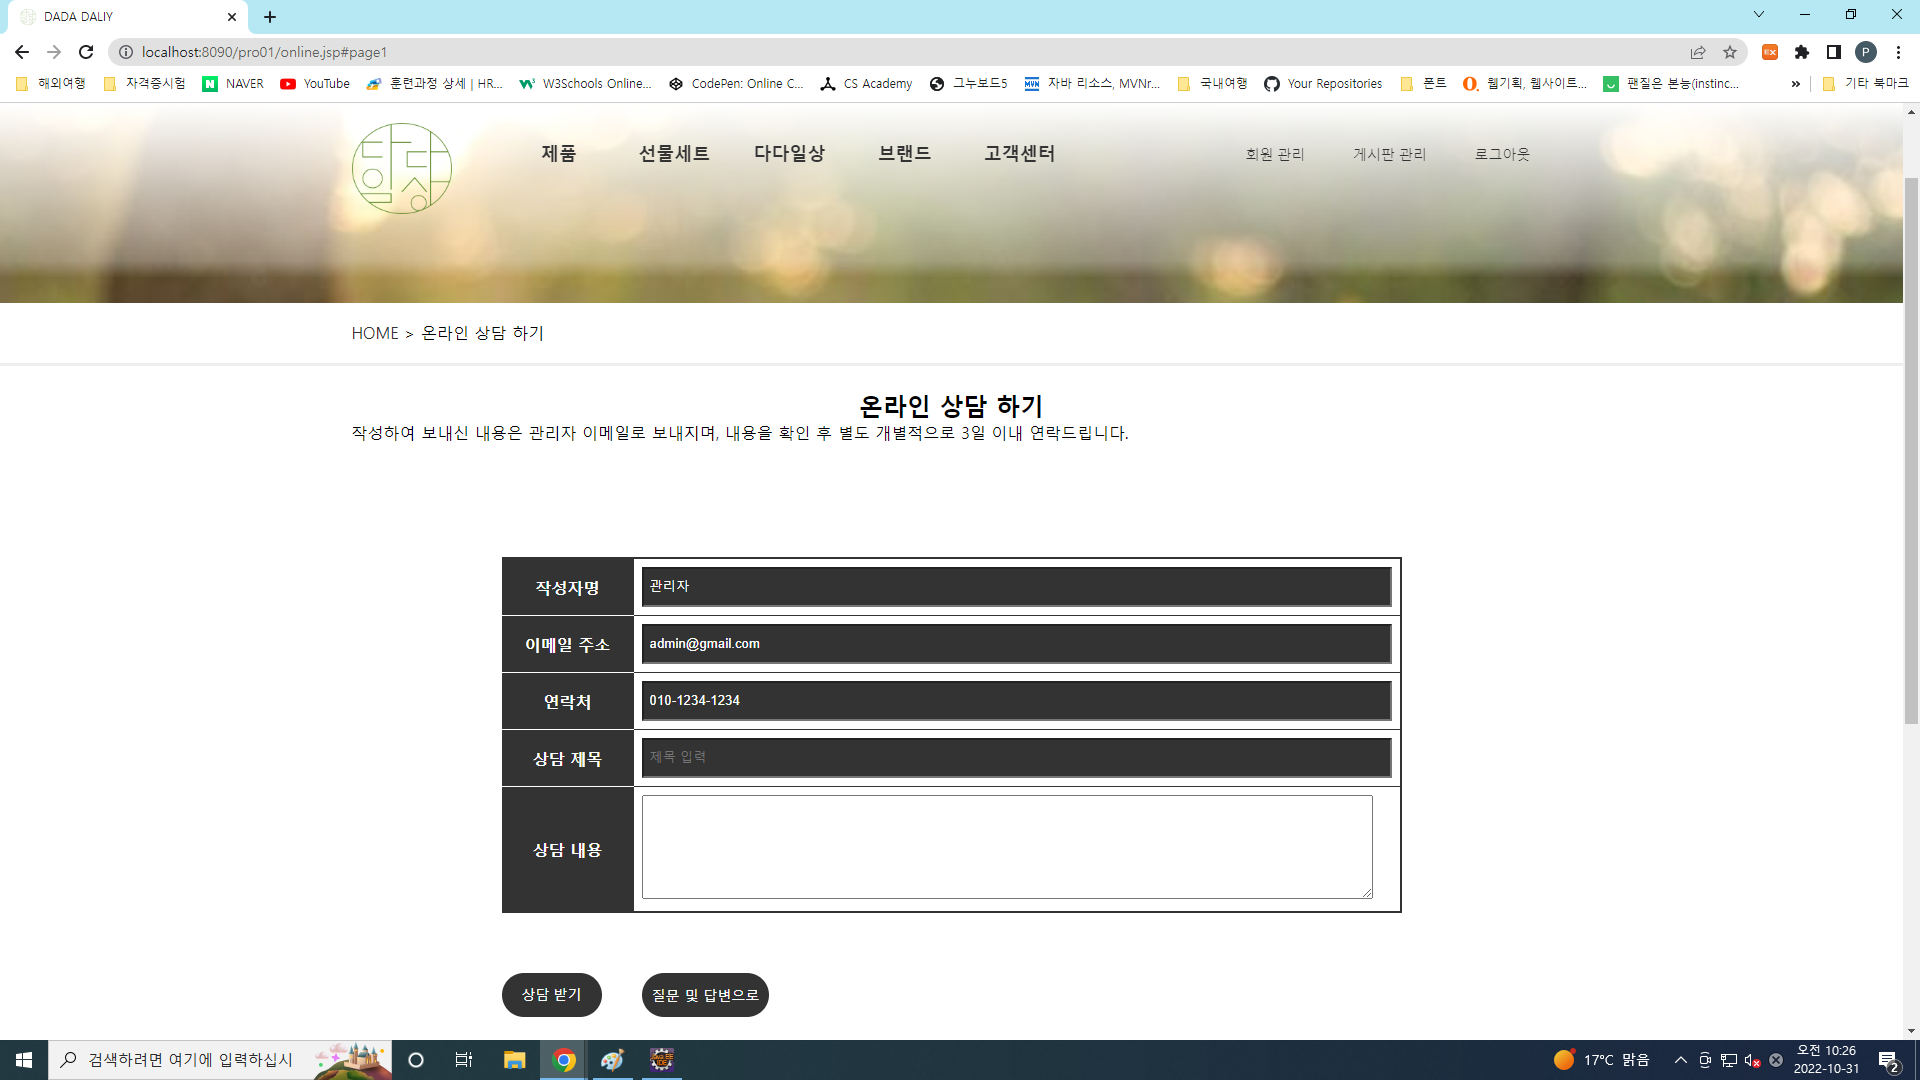 DADA DALIY
localhost:8090/pro01/online.jsp#page1
EX
P
해외여행 자격증시험 NAVER YouTube 훈련과정 상세 | HR... W3Schools Online... CodePen: Online C... CS Academy 그누보드5 자바 리소스, MVNr... 국내여행 Your Repositories 폰트 웹기획, 웹사이트... 팬질은 본능(instinc... » 기타 북마크
제품 선물세트 다다일상 브랜드 고객센터 회원 관리 게시판 관리 로그아웃
HOME > 온라인 상담 하기
온라인 상담 하기
작성하여 보내신 내용은 관리자 이메일로 보내지며, 내용을 확인 후 별도 개별적으로 3일 이내 연락드립니다.
작성자명 관리자
이메일 주소 admin@gmail.com
연락처 010-1234-1234
상담 제목 제목 입력
상담 내용
상담 받기 질문 및 답변으로
검색하려면 여기에 입력하십시
17°C 맑음
오전 10:26
2022-10-31
2